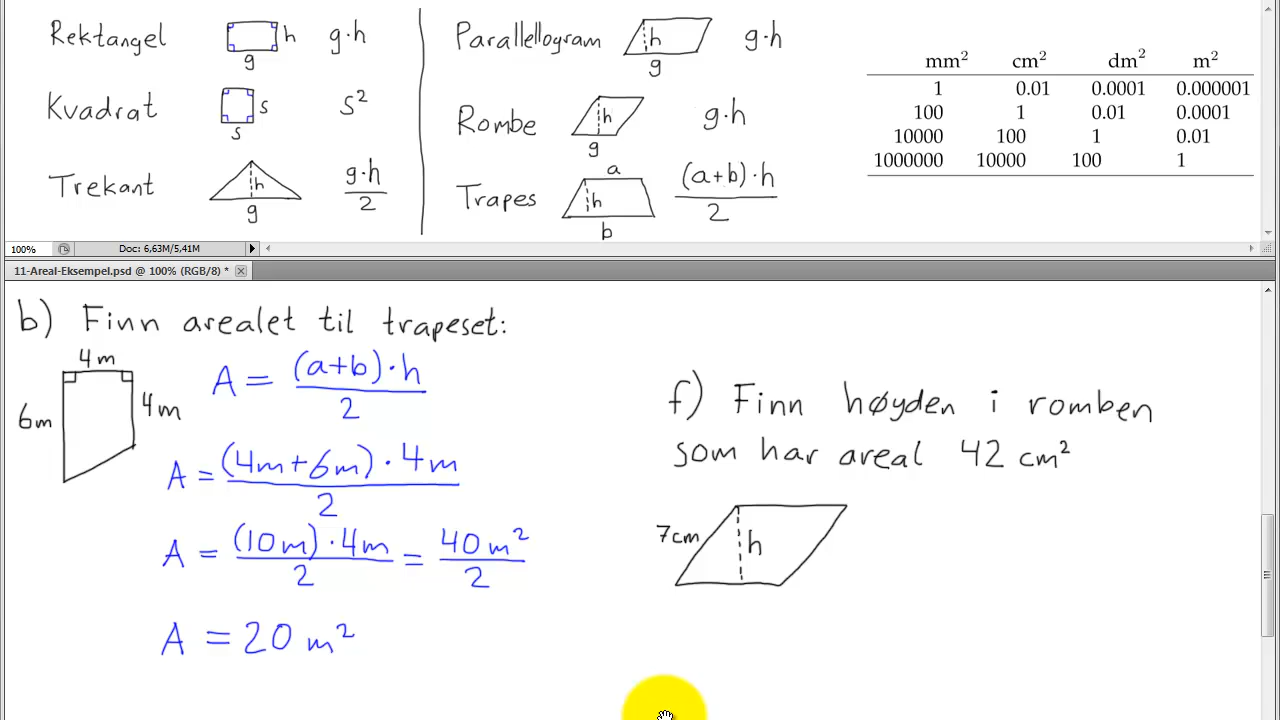 Rektangel h g g·h
Kvadrat s s s²
Trekant h g g·h/2
Parallellogram h g g·h
Rombe h g g·h
Trapes a h b (a+b)·h/2
mm² cm² dm² m²
1 0.01 0.0001 0.000001
100 1 0.01 0.0001
10000 100 1 0.01
1000000 10000 100 1
100% Doc: 6,63M/5,41M
11-Areal-Eksempel.psd @ 100% (RGB/8) *
b) Finn arealet til trapeset:
4m
6m
4m
A = (a+b)·h/2
A = (4m+6m)·4m/2
A = (10m)·4m/2 = 40m²/2
A = 20 m²
f) Finn høyden i romben
som har areal 42 cm²
7cm h